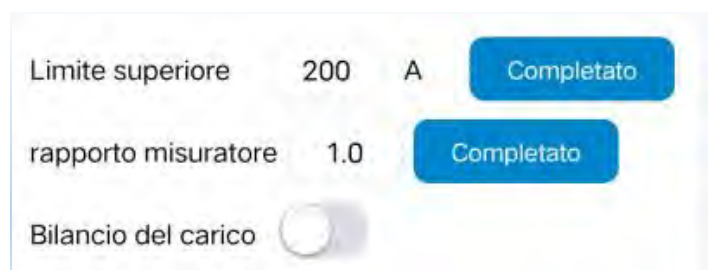 Limite superiore 200 A Completato
rapporto misuratore 1.0 Completato
Bilancio del carico